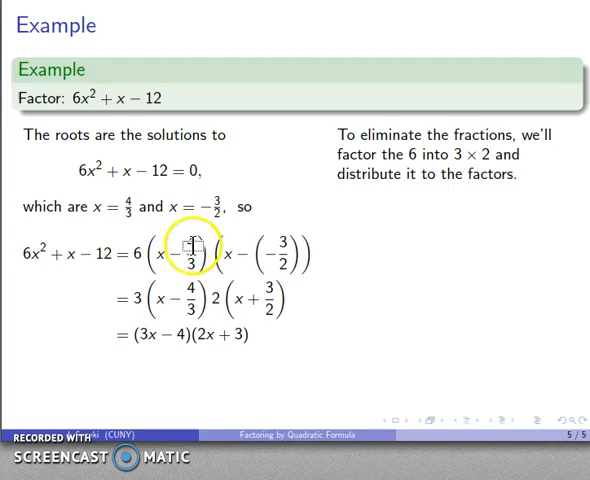 Example
Example
Factor: 6x² + x − 12
The roots are the solutions to
6x² + x − 12 = 0,
which are x = 4/3 and x = −3/2, so
6x² + x − 12 = 6 (x − /3) (x − (−3/2))
= 3 (x − 4/3) 2 (x + 3/2)
= (3x − 4)(2x + 3)
To eliminate the fractions, we'll
factor the 6 into 3 × 2 and
distribute it to the factors.
(CUNY)
Factoring by Quadratic Formula
5 / 5
RECORDED WITH
SCREENCAST MATIC